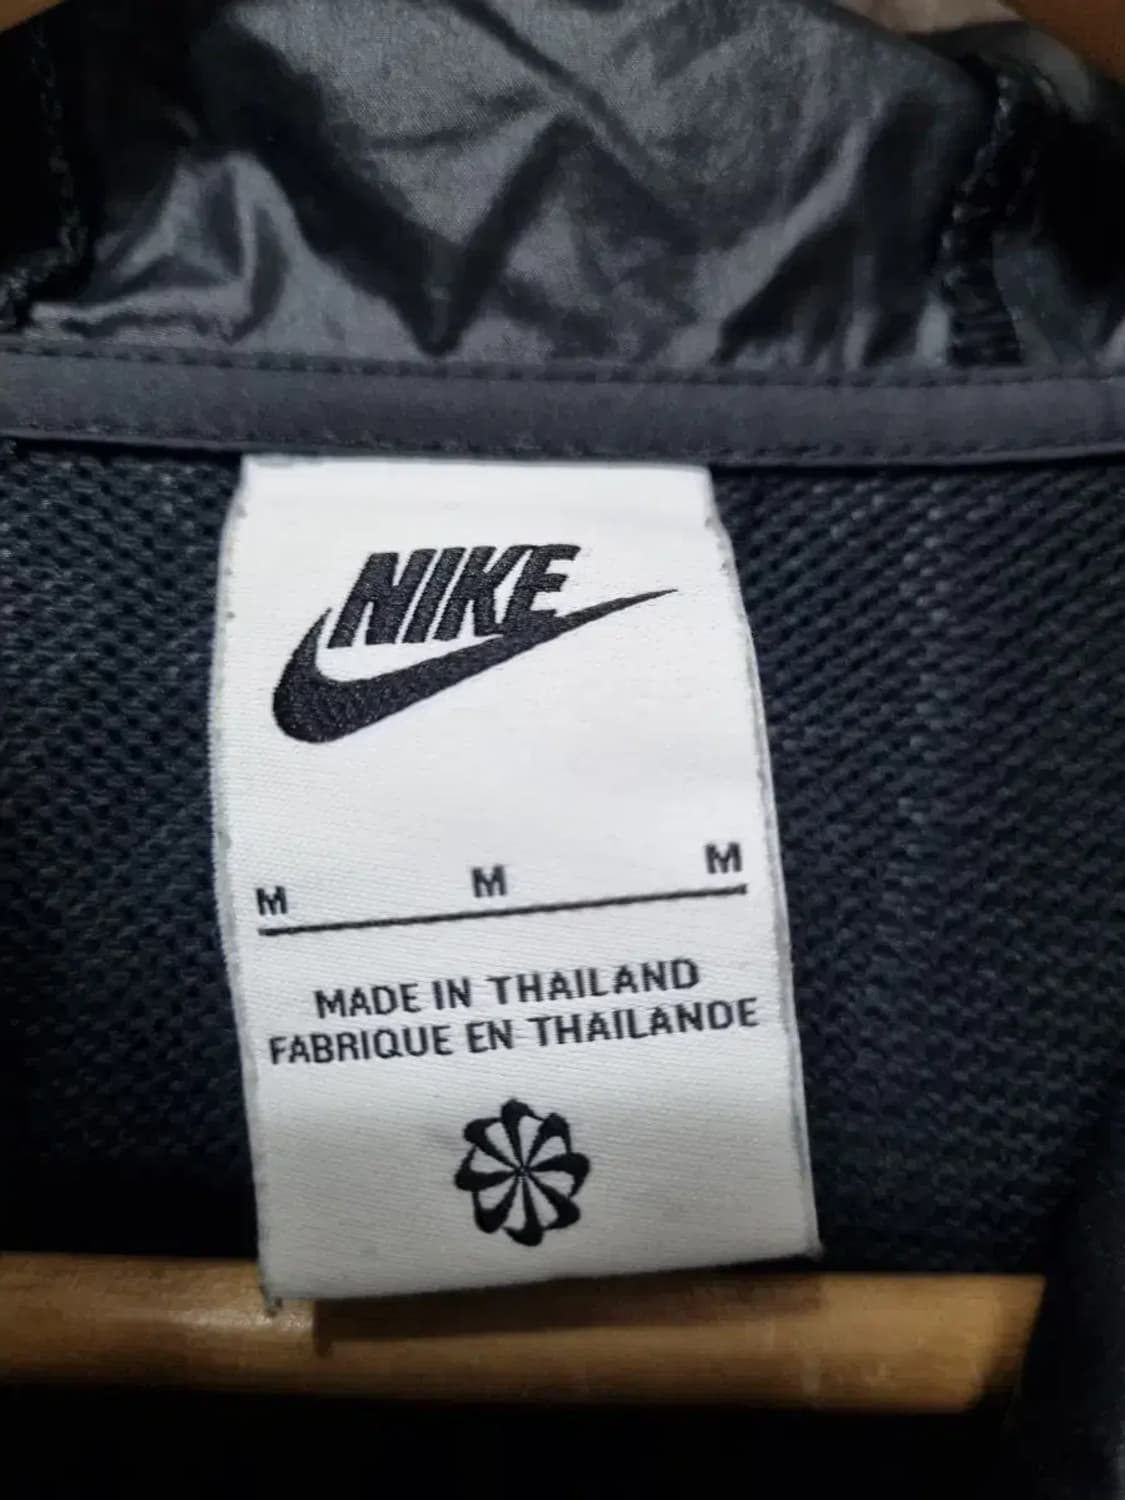 NIKE
M M M
MADE IN THAILAND
FABRIQUE EN THAILANDE